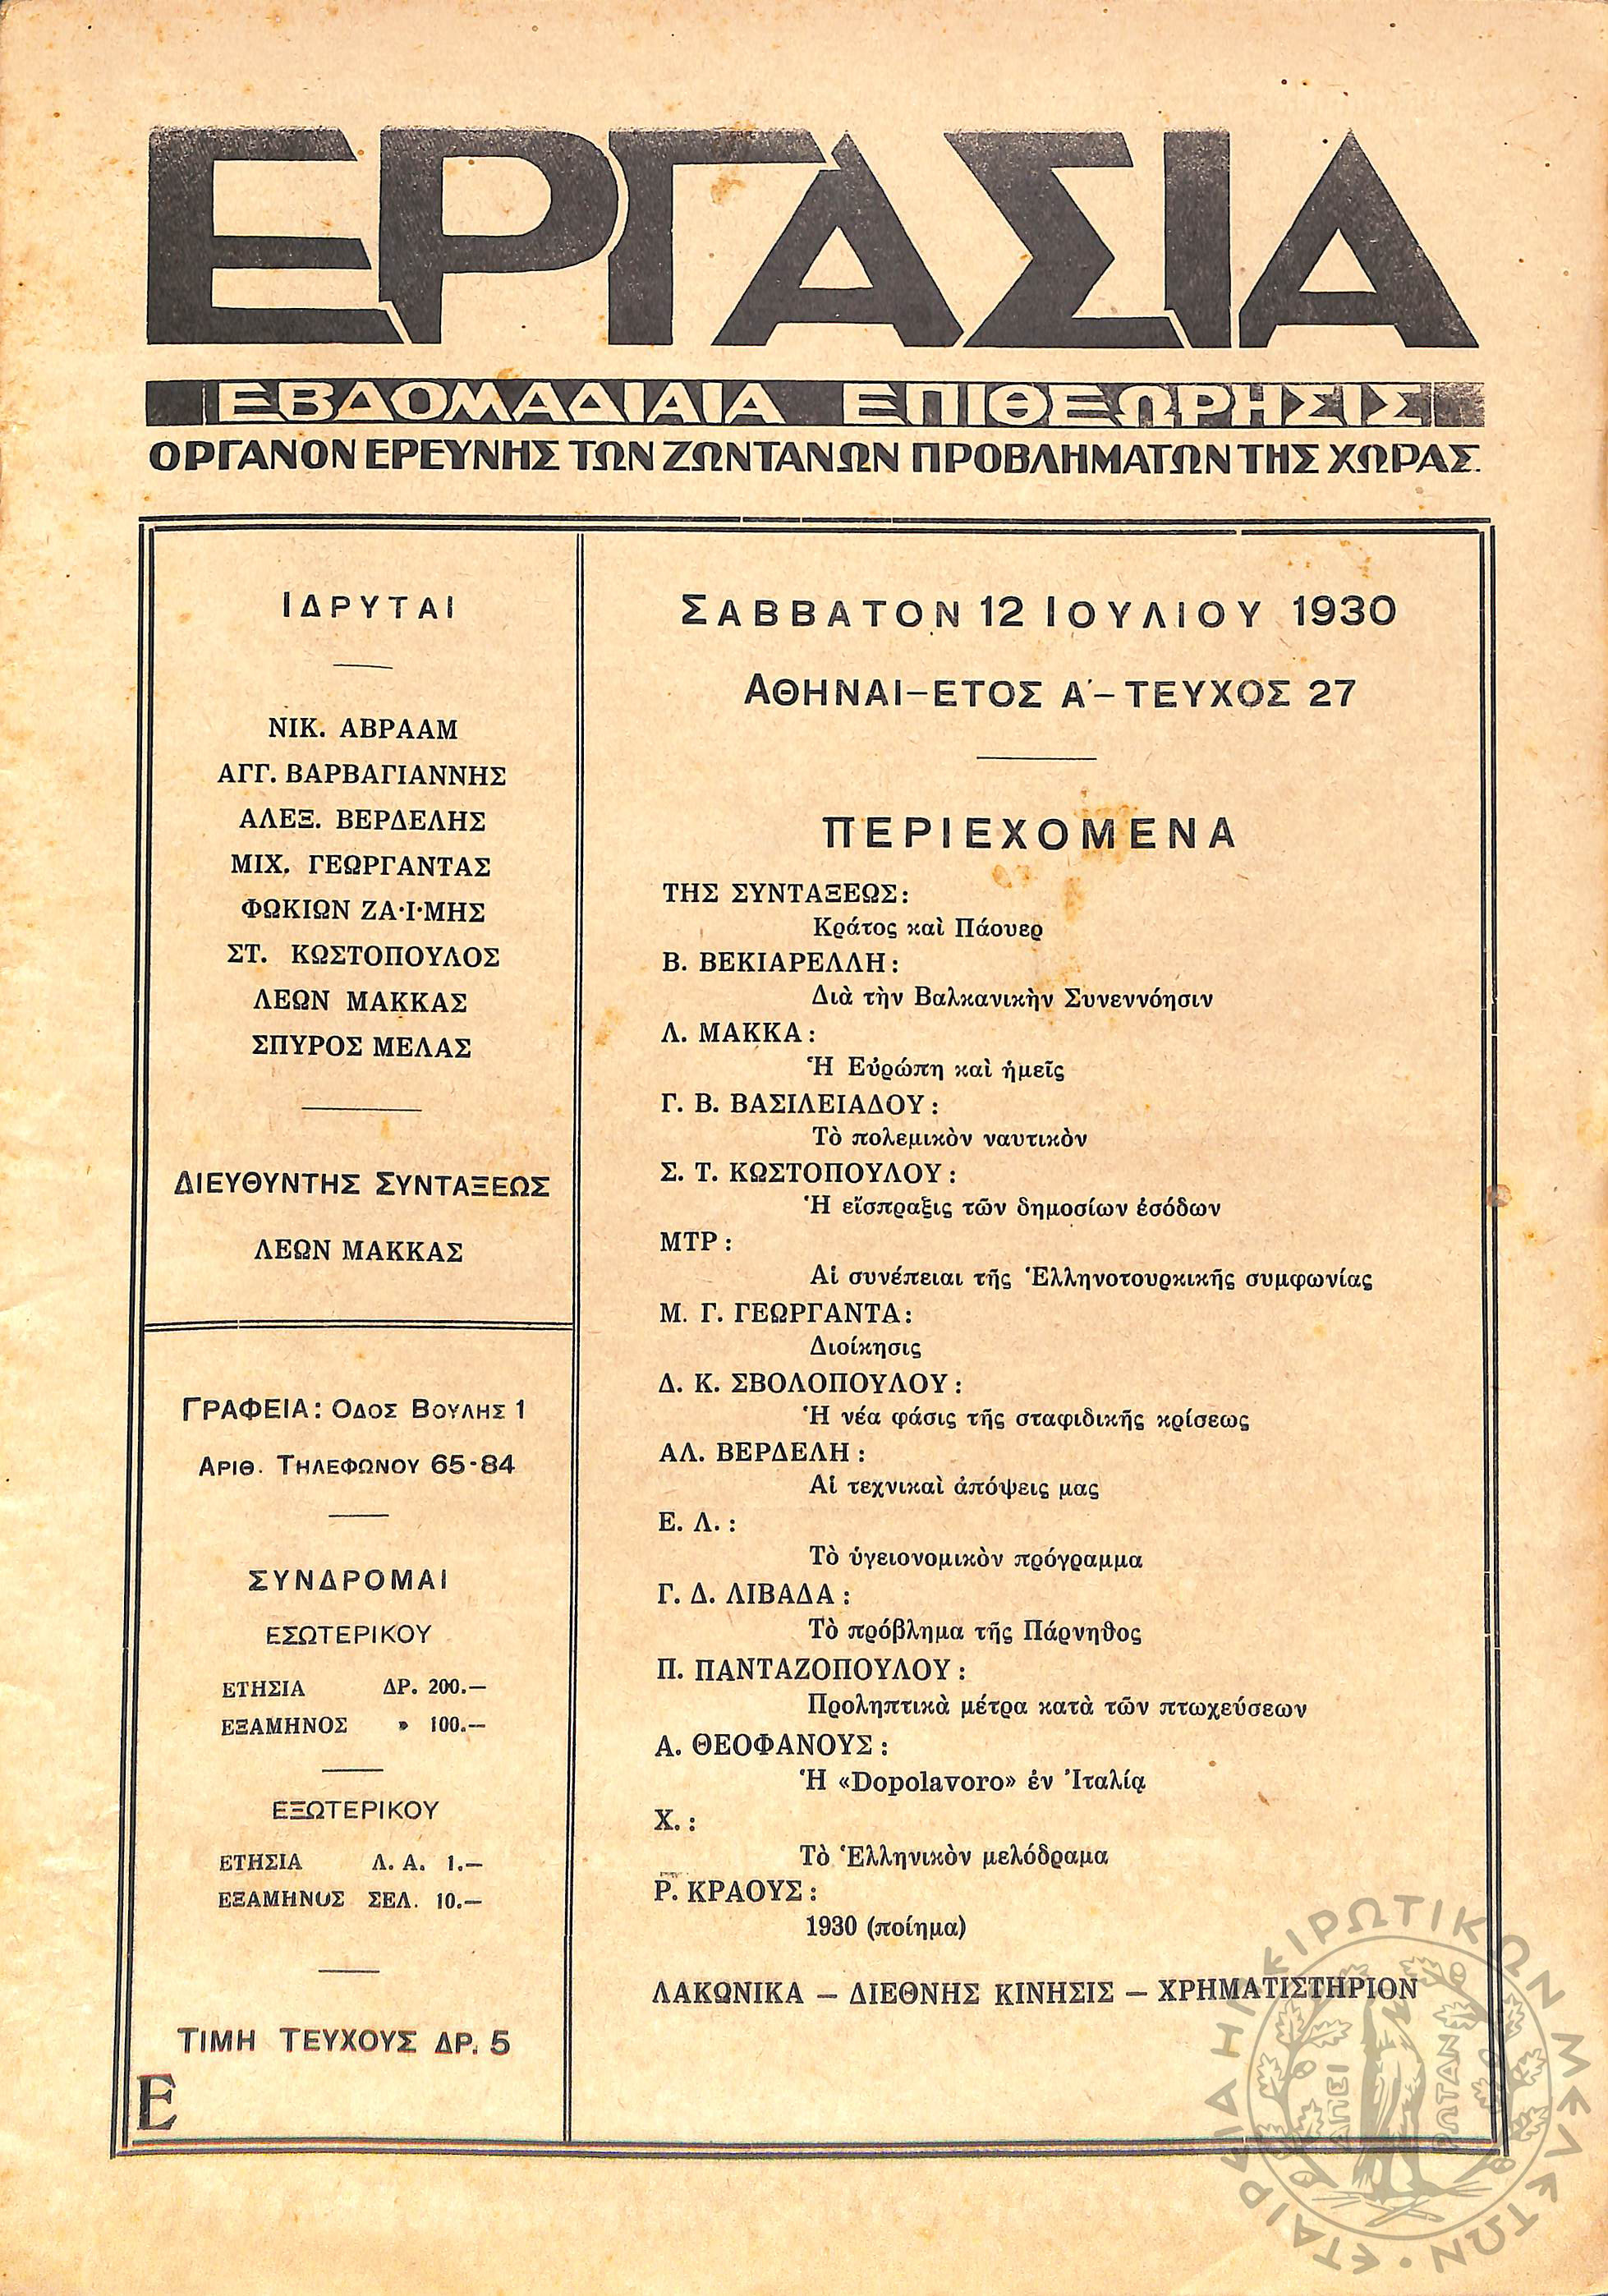 ΕΡΓΑΣΙΑ
ΕΒΔΟΜΑΔΙΑΙΑ ΕΠΙΘΕΩΡΗΣΙΣ
ΟΡΓΑΝΟΝ ΕΡΕΥΝΗΣ ΤΩΝ ΖΩΝΤΑΝΩΝ ΠΡΟΒΛΗΜΑΤΩΝ ΤΗΣ ΧΩΡΑΣ.
ΙΔΡΥΤΑΙ
ΝΙΚ. ΑΒΡΑΑΜ
ΑΓΓ. ΒΑΡΒΑΓΙΑΝΝΗΣ
ΑΛΕΞ. ΒΕΡΔΕΛΗΣ
ΜΙΧ. ΓΕΩΡΓΑΝΤΑΣ
ΦΩΚΙΩΝ ΖΑ·Ι·ΜΗΣ
ΣΤ. ΚΩΣΤΟΠΟΥΛΟΣ
ΛΕΩΝ ΜΑΚΚΑΣ
ΣΠΥΡΟΣ ΜΕΛΑΣ
ΔΙΕΥΘΥΝΤΗΣ ΣΥΝΤΑΞΕΩΣ
ΛΕΩΝ ΜΑΚΚΑΣ
ΓΡΑΦΕΙΑ: ΟΔΟΣ ΒΟΥΛΗΣ 1
ΑΡΙΘ. ΤΗΛΕΦΩΝΟΥ 65-84
ΣΥΝΔΡΟΜΑΙ
ΕΣΩΤΕΡΙΚΟΥ
ΕΤΗΣΙΑ ΔΡ. 200.—
ΕΞΑΜΗΝΟΣ » 100.—
ΕΞΩΤΕΡΙΚΟΥ
ΕΤΗΣΙΑ Λ. Α. 1.—
ΕΞΑΜΗΝΟΣ ΣΕΛ. 10.—
ΤΙΜΗ ΤΕΥΧΟΥΣ ΔΡ. 5
Ε
ΣΑΒΒΑΤΟΝ 12 ΙΟΥΛΙΟΥ 1930
ΑΘΗΝΑΙ–ΕΤΟΣ Α΄–ΤΕΥΧΟΣ 27
ΠΕΡΙΕΧΟΜΕΝΑ
ΤΗΣ ΣΥΝΤΑΞΕΩΣ:
Κράτος καὶ Πάουερ
Β. ΒΕΚΙΑΡΕΛΛΗ:
Διὰ τὴν Βαλκανικὴν Συνεννόησιν
Λ. ΜΑΚΚΑ:
Ἡ Εὐρώπη καὶ ἡμεῖς
Γ. Β. ΒΑΣΙΛΕΙΑΔΟΥ:
Τὸ πολεμικὸν ναυτικὸν
Σ. Τ. ΚΩΣΤΟΠΟΥΛΟΥ:
Ἡ εἴσπραξις τῶν δημοσίων ἐσόδων
ΜΤΡ:
Αἱ συνέπειαι τῆς Ἑλληνοτουρκικῆς συμφωνίας
Μ. Γ. ΓΕΩΡΓΑΝΤΑ:
Διοίκησις
Δ. Κ. ΣΒΟΛΟΠΟΥΛΟΥ:
Ἡ νέα φάσις τῆς σταφιδικῆς κρίσεως
ΑΛ. ΒΕΡΔΕΛΗ:
Αἱ τεχνικαὶ ἀπόψεις μας
Ε. Λ.:
Τὸ ὑγειονομικὸν πρόγραμμα
Γ. Δ. ΛΙΒΑΔΑ:
Τὸ πρόβλημα τῆς Πάρνηθος
Π. ΠΑΝΤΑΖΟΠΟΥΛΟΥ:
Προληπτικὰ μέτρα κατὰ τῶν πτωχεύσεων
Α. ΘΕΟΦΑΝΟΥΣ:
Ἡ «Dopolavoro» ἐν Ἰταλίᾳ
Χ.:
Τὸ Ἑλληνικὸν μελόδραμα
Ρ. ΚΡΑΟΥΣ:
1930 (ποίημα)
ΛΑΚΩΝΙΚΑ — ΔΙΕΘΝΗΣ ΚΙΝΗΣΙΣ — ΧΡΗΜΑΤΙΣΤΗΡΙΟΝ
ΕΤΑΙΡΕΙΑ ΗΠΕΙΡΩΤΙΚΩΝ ΜΕΛΕΤΩΝ ·
ΑΠΕΙ
ΡΩΤΑΝ